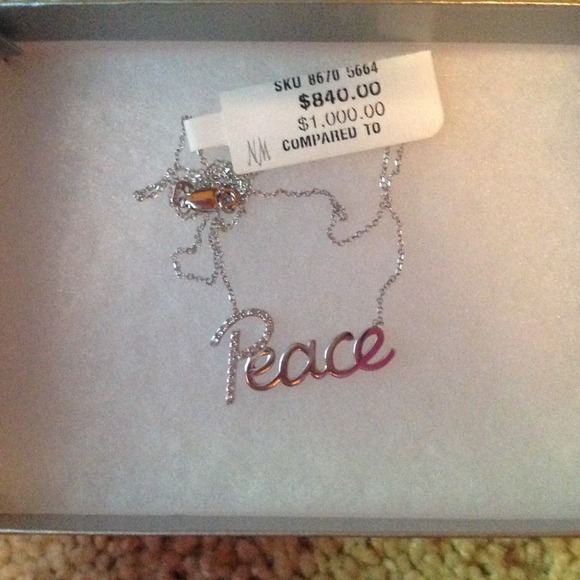 SKU 8670 5664
$840.00
$1,000.00
COMPARED TO
NM
Peace